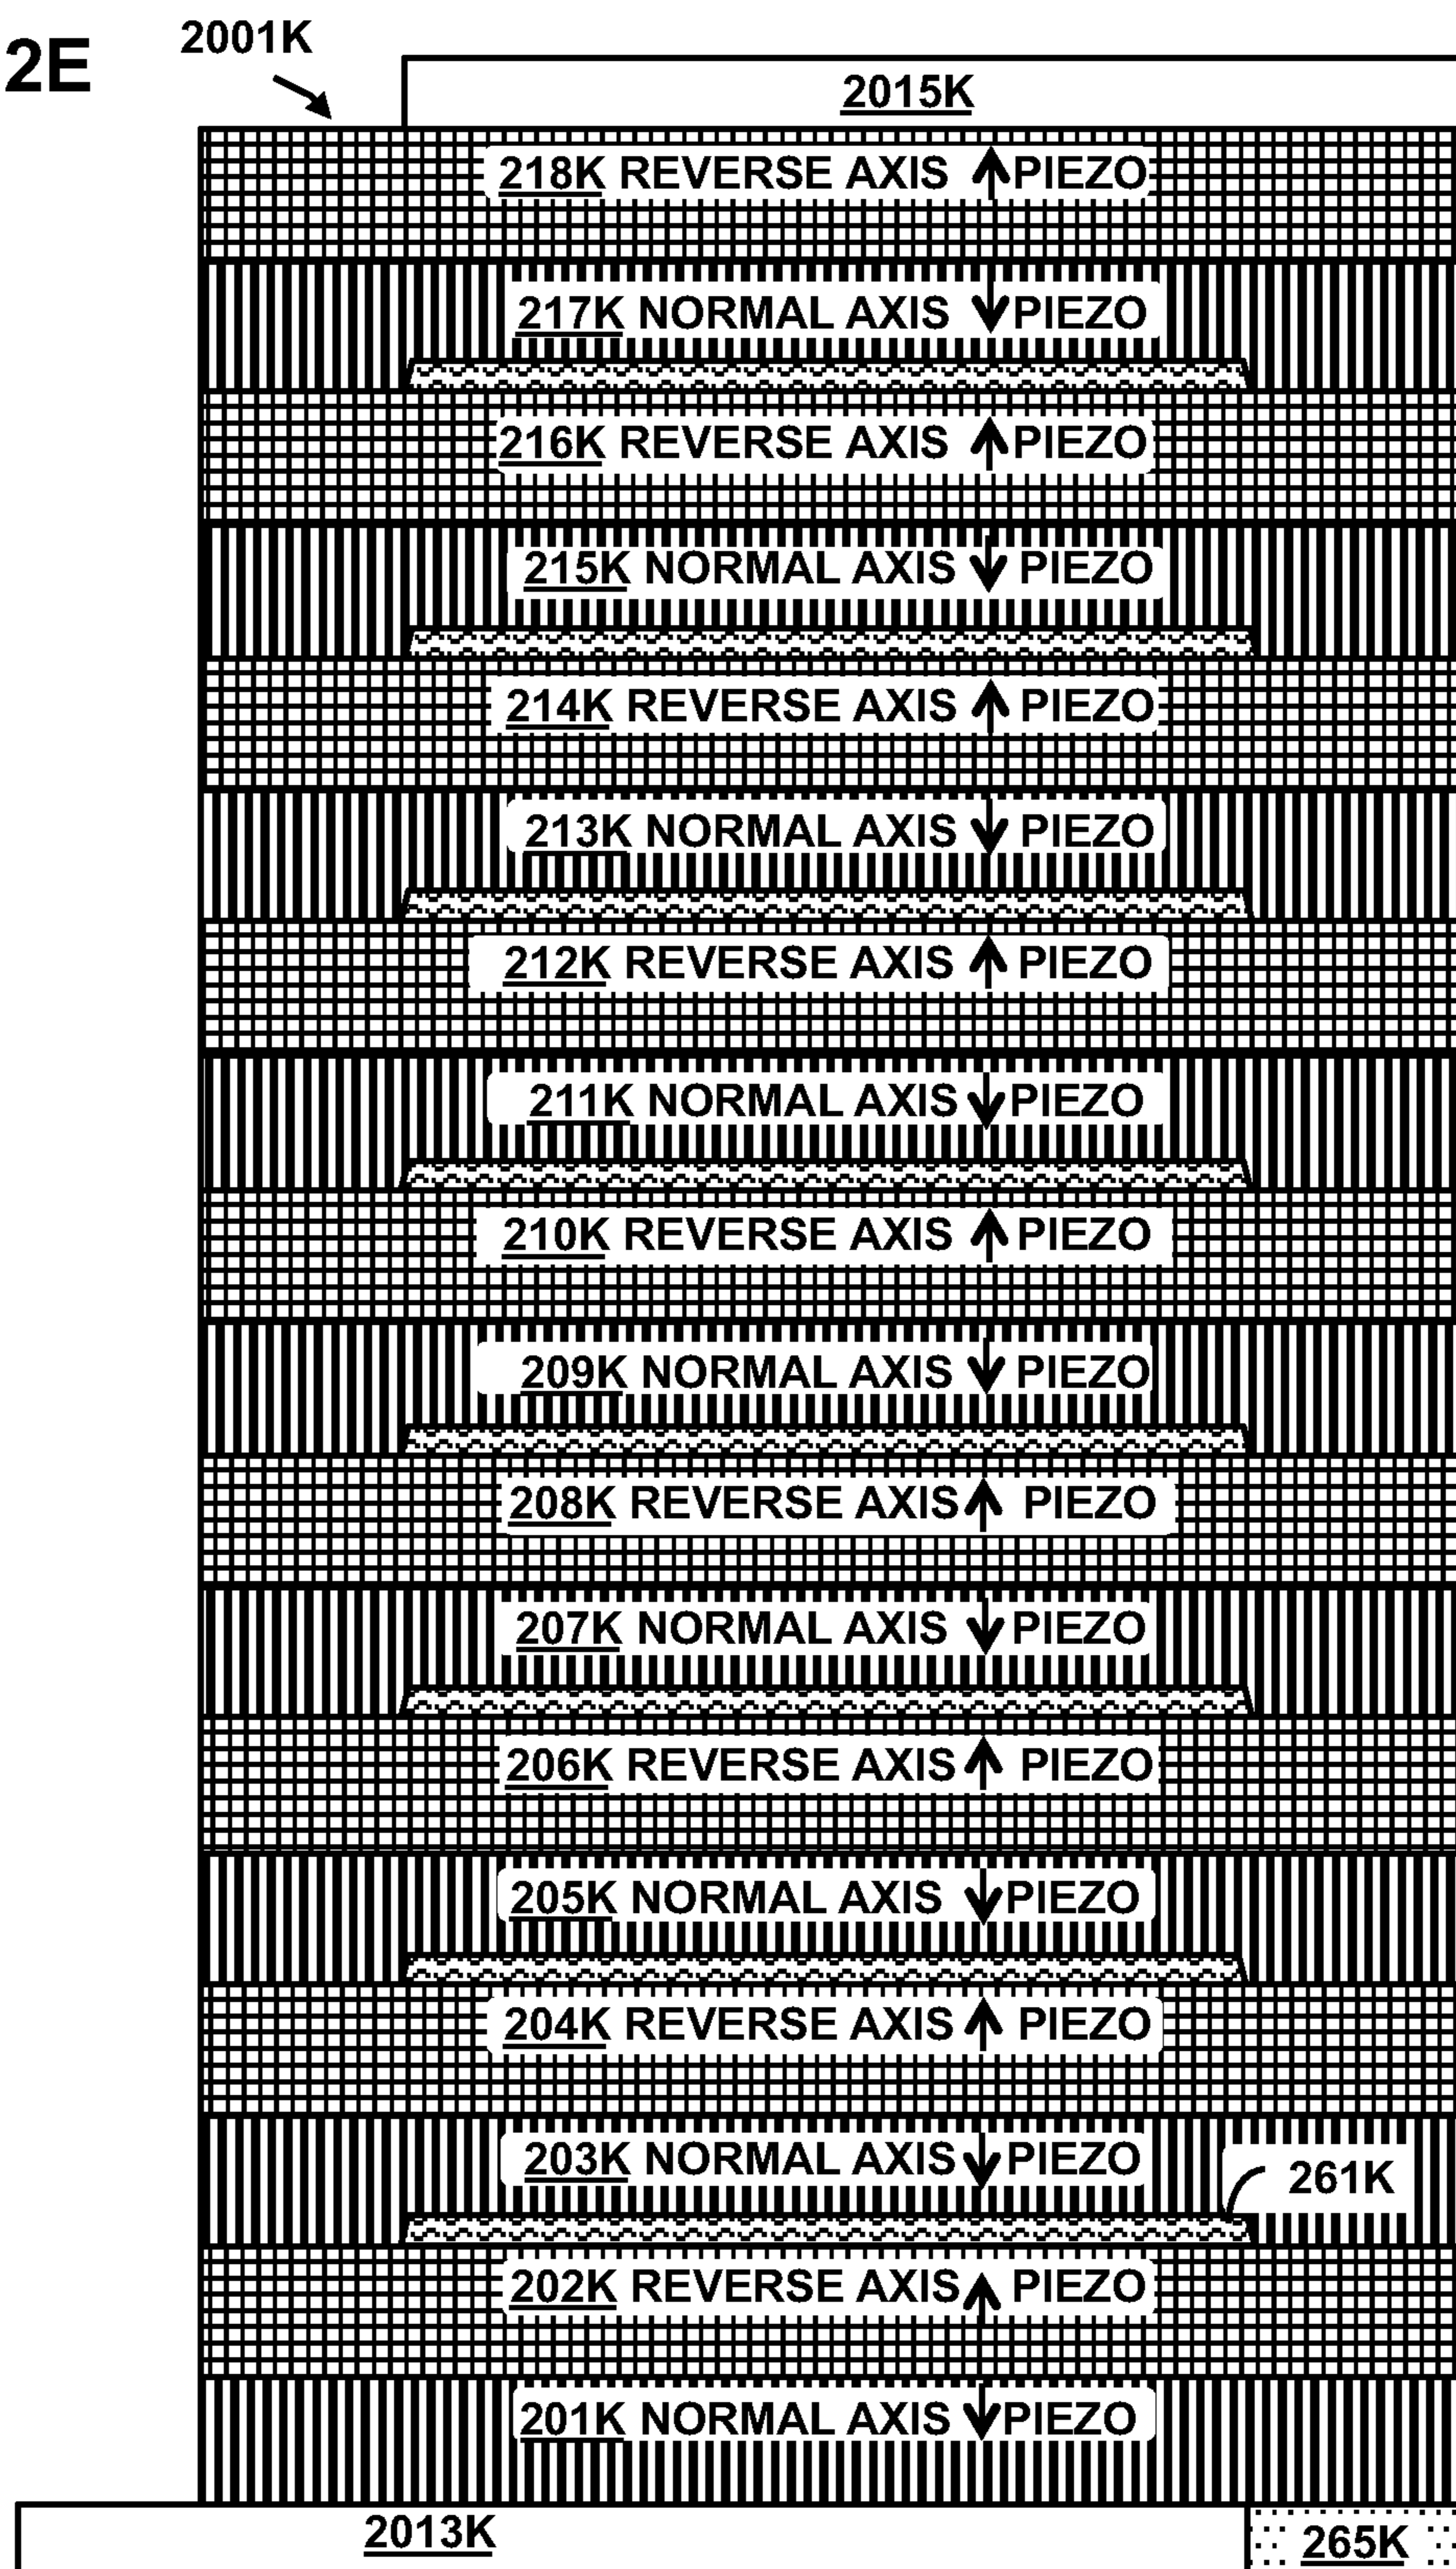 2E
2001K
2015K
218K REVERSE AXIS ↑ PIEZO
217K NORMAL AXIS ↓ PIEZO
216K REVERSE AXIS ↑ PIEZO
215K NORMAL AXIS ↓ PIEZO
214K REVERSE AXIS ↑ PIEZO
213K NORMAL AXIS ↓ PIEZO
212K REVERSE AXIS ↑ PIEZO
211K NORMAL AXIS ↓ PIEZO
210K REVERSE AXIS ↑ PIEZO
209K NORMAL AXIS ↓ PIEZO
208K REVERSE AXIS ↑ PIEZO
207K NORMAL AXIS ↓ PIEZO
206K REVERSE AXIS ↑ PIEZO
205K NORMAL AXIS ↓ PIEZO
204K REVERSE AXIS ↑ PIEZO
203K NORMAL AXIS ↓ PIEZO
261K
202K REVERSE AXIS ↑ PIEZO
201K NORMAL AXIS ↓ PIEZO
2013K
265K